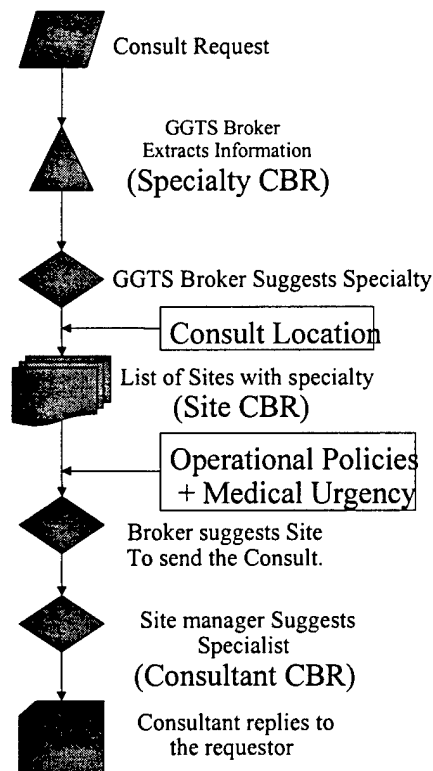 Consult Request
GGTS Broker
Extracts Information
(Specialty CBR)
GGTS Broker Suggests Specialty
Consult Location
List of Sites with specialty
(Site CBR)
Operational Policies
+ Medical Urgency
Broker suggests Site
To send the Consult.
Site manager Suggests
Specialist
(Consultant CBR)
Consultant replies to
the requestor